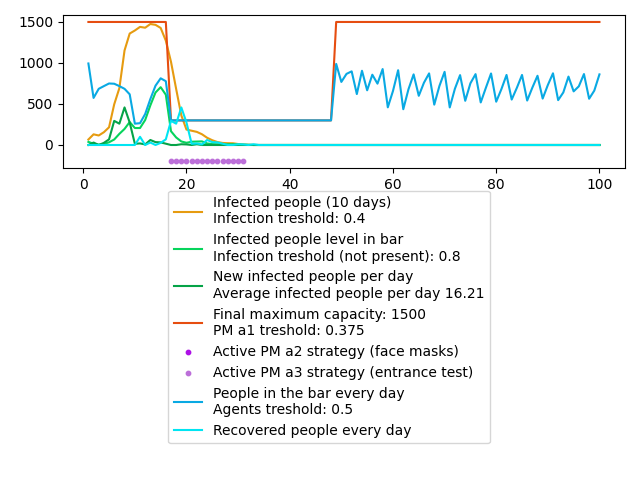 1500
1000
500
0
0 20 40 60 80 100
Infected people (10 days)
Infection treshold: 0.4
Infected people level in bar
Infection treshold (not present): 0.8
New infected people per day
Average infected people per day 16.21
Final maximum capacity: 1500
PM a1 treshold: 0.375
Active PM a2 strategy (face masks)
Active PM a3 strategy (entrance test)
People in the bar every day
Agents treshold: 0.5
Recovered people every day